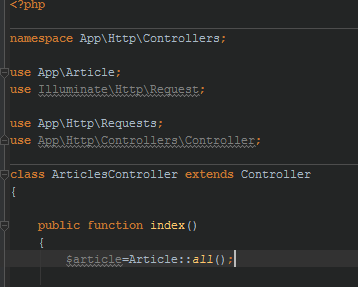 <?php
namespace App\Http\Controllers;
use App\Article;
use Illuminate\Http\Request;
use App\Http\Requests;
use App\Http\Controllers\Controller;
class ArticlesController extends Controller
{
public function index()
{
$article=Article::all();